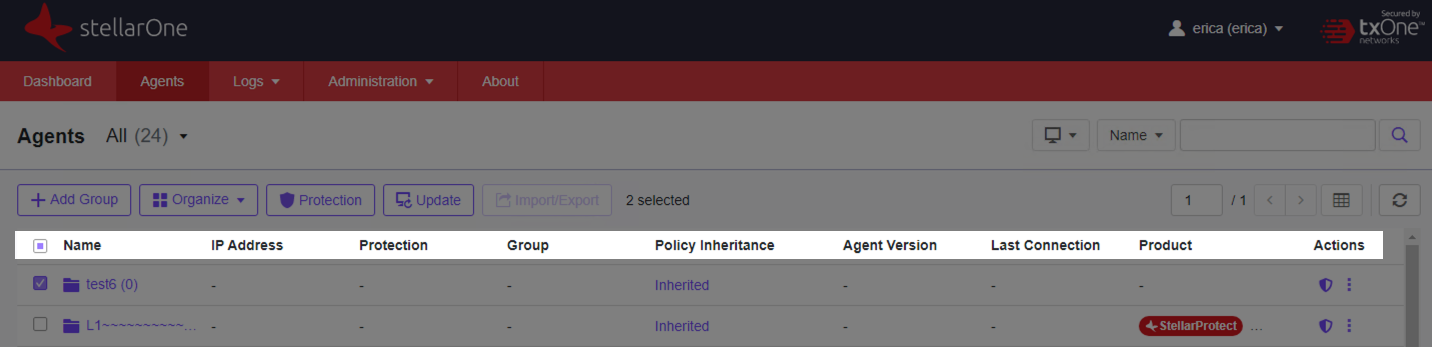 stellarOne
erica (erica)
Secured by
txOne™
networks
Dashboard Agents Logs Administration About
Agents All (24) Name
Add Group Organize Protection Update Import/Export 2 selected 1 / 1
Name IP Address Protection Group Policy Inheritance Agent Version Last Connection Product Actions
test6 (0) - - - Inherited - - -
L1~~~~~~~~~~... - - - Inherited - - StellarProtect ...